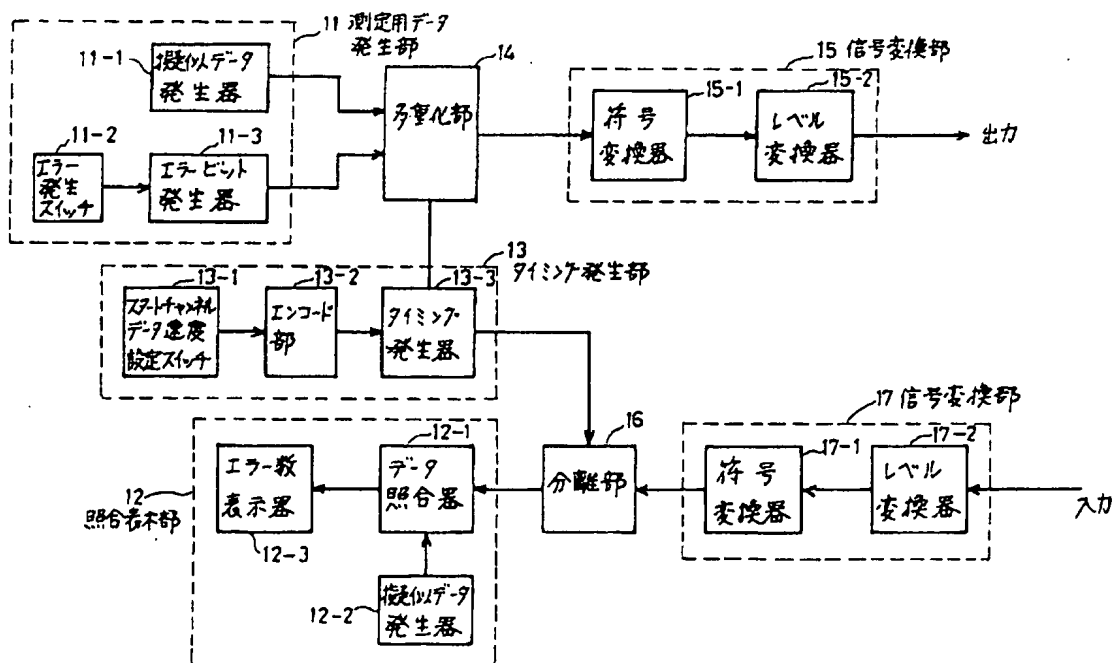 11 測定用データ
発生部
11-1
擬似データ
発生器
11-2
エラー
発生
スイッチ
11-3
エラービット
発生器
14
多重化部
15 信号変換部
15-1
符号
変換器
15-2
レベル
変換器
出力
13
タイミング発生部
13-1
スタートチャンネル
データ速度
設定スイッチ
13-2
エンコード
部
13-3
タイミング
発生器
12
照合表示部
12-1
データ
照合器
エラー数
表示器
12-3
12-2
擬似データ
発生器
16
分離部
17 信号変換部
17-1
符号
変換器
17-2
レベル
変換器
入力